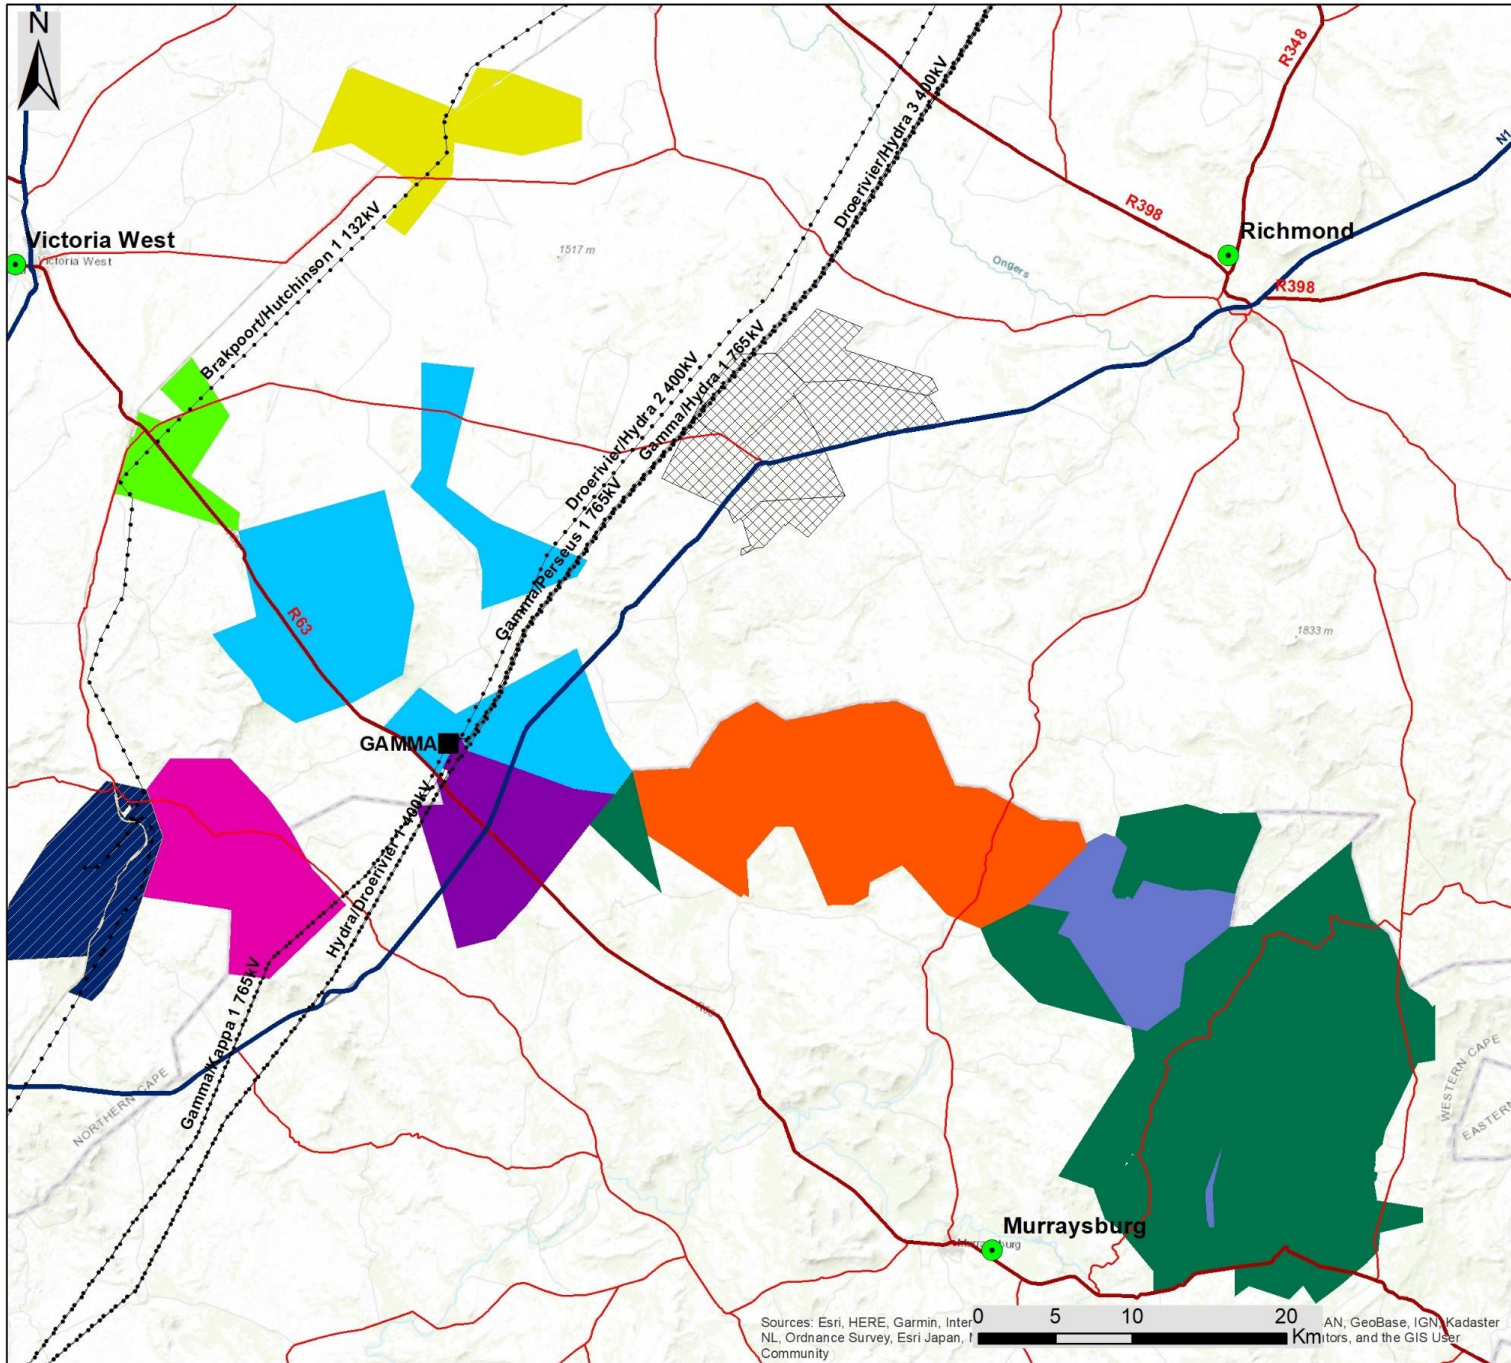 N
R348
Droerivier/Hydra 3 400kV
N1
R398
Victoria West
Victoria West
Richmond
1517 m
Ongers
R398
Brakpoort/Hutchinson 1 132kV
Droerivier/Hydra 2 400kV
Gamma/Hydra 1 765kV
Gamma/Perseus 1 765kV
R63
1833 m
GAMMA
Hydra/Droerivier 1 400kV
Gamma/Kappa 1 765kV
NORTHERN CAPE
WESTERN CAPE
EASTERN
Murraysburg
0 5 10 20
Km
Sources: Esri, HERE, Garmin, AN, GeoBase, IGN, Kadaster
NL, Ordnance Survey, Esri Japan, and the GIS User
Community